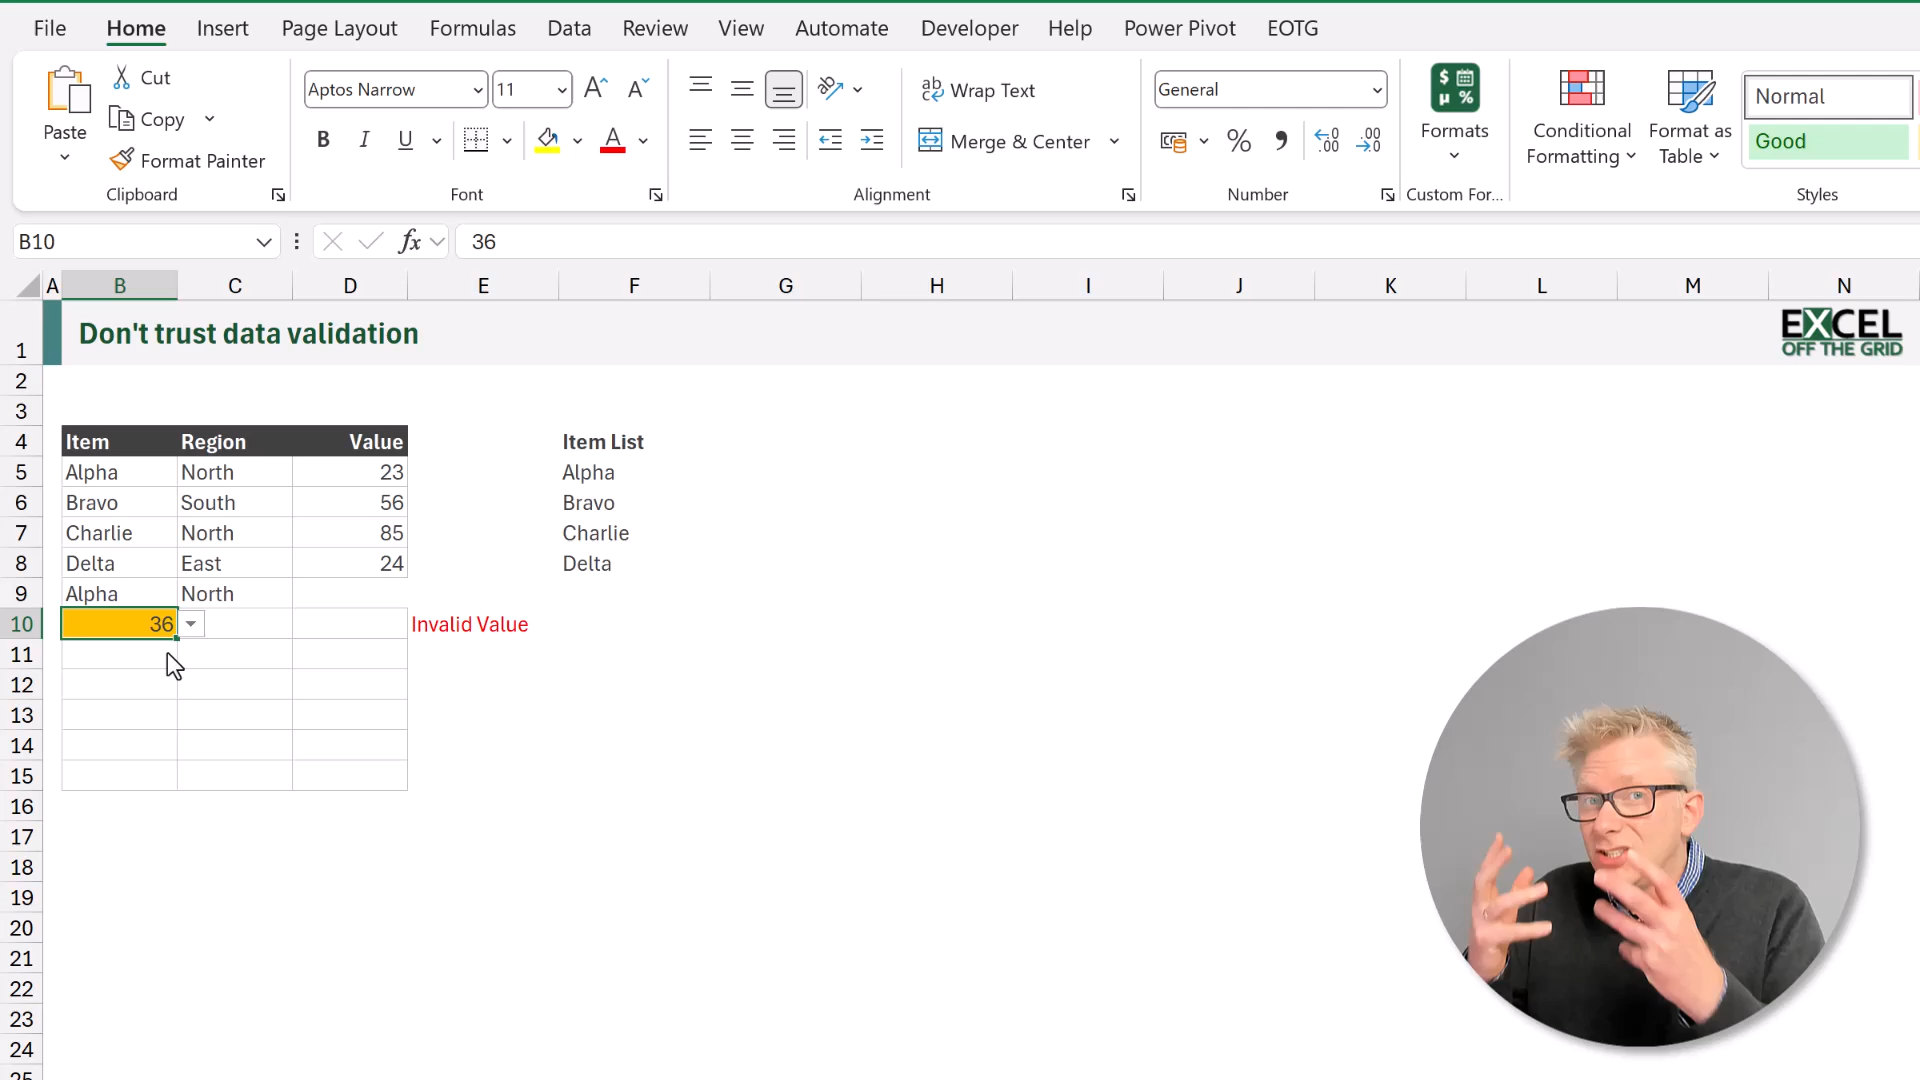 File Home Insert Page Layout Formulas Data Review View Automate Developer Help Power Pivot EOTG
Paste
Cut
Copy
Format Painter
Clipboard
Aptos Narrow 11
B I U A
Font
ab Wrap Text
Merge & Center
Alignment
General
% 9 .00
Number
Formats
Custom For...
Conditional Formatting
Format as Table
Normal
Good
Styles
B10 fx 36
A B C D E F G H I J K L M N
1 Don't trust data validation EXCEL OFF THE GRID
2
3
4 Item Region Value Item List
5 Alpha North 23 Alpha
6 Bravo South 56 Bravo
7 Charlie North 85 Charlie
8 Delta East 24 Delta
9 Alpha North
10 36 Invalid Value
11
12
13
14
15
16
17
18
19
20
21
22
23
24
25